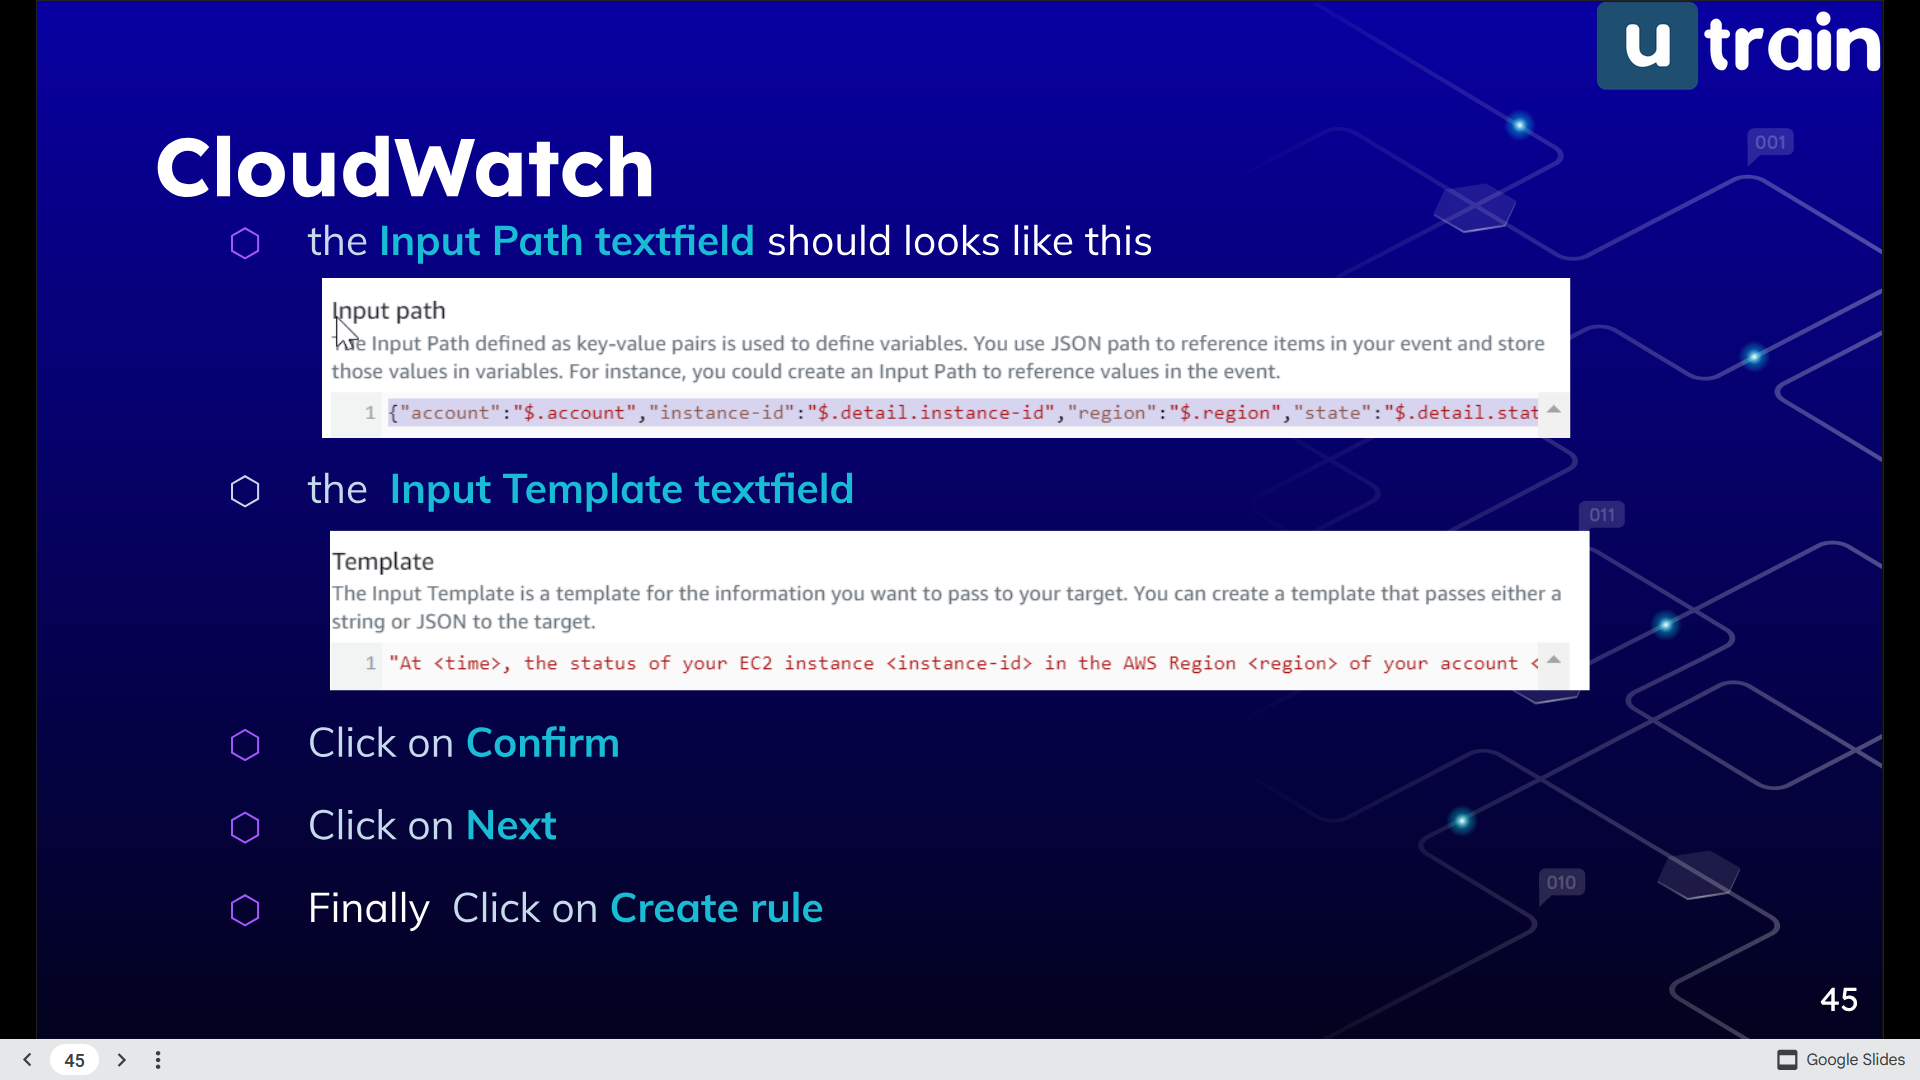 u train
001
CloudWatch
the Input Path textfield should looks like this
Input path
The Input Path defined as key-value pairs is used to define variables. You use JSON path to reference items in your event and store
those values in variables. For instance, you could create an Input Path to reference values in the event.
1 {"account":"$.account","instance-id":"$.detail.instance-id","region":"$.region","state":"$.detail.stat
the Input Template textfield
011
Template
The Input Template is a template for the information you want to pass to your target. You can create a template that passes either a
string or JSON to the target.
1 "At <time>, the status of your EC2 instance <instance-id> in the AWS Region <region> of your account <
Click on Confirm
Click on Next
010
Finally Click on Create rule
45
45
Google Slides